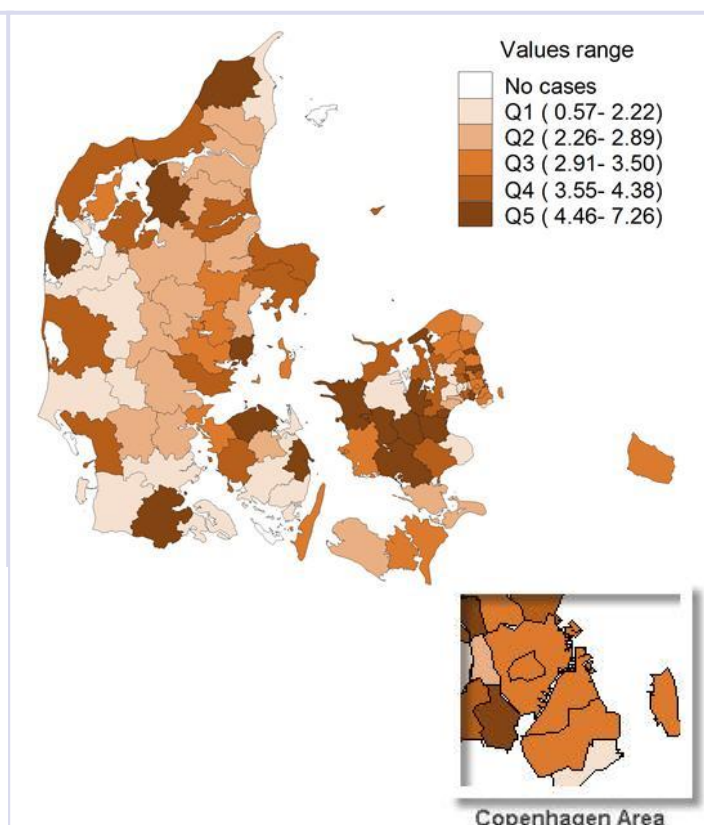 Values range
No cases
Q1 ( 0.57- 2.22)
Q2 ( 2.26- 2.89)
Q3 ( 2.91- 3.50)
Q4 ( 3.55- 4.38)
Q5 ( 4.46- 7.26)
Copenhagen Area